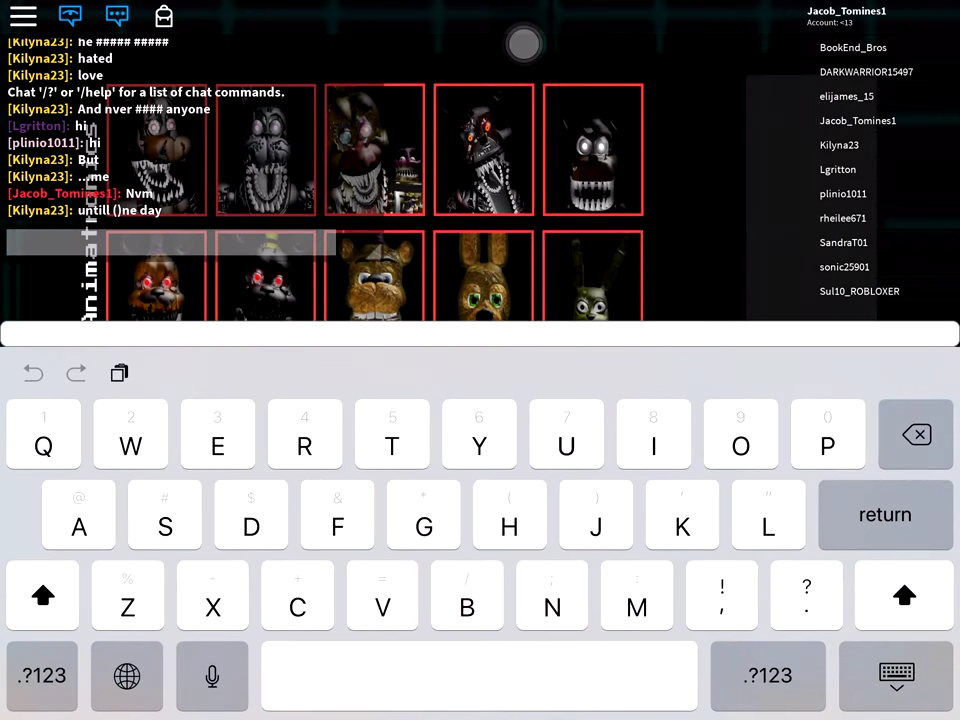 Jacob_Tomines1
Account: <13
[Kilyna23]: he ##### #####
[Kilyna23]: hated
[Kilyna23]: love
Chat '/?' or '/help' for a list of chat commands.
[Kilyna23]: And nver #### anyone
[Lgritton]: hi
[plinio1011]: hi
[Kilyna23]: But
[Kilyna23]: ...me
[Jacob_Tomines1]: Nvm
[Kilyna23]: untill ()ne day
Animatronics
BookEnd_Bros
DARKWARRIOR15497
elijames_15
Jacob_Tomines1
Kilyna23
Lgritton
plinio1011
rheilee671
SandraT01
sonic25901
Sul10_ROBLOXER
1 2 3 4 5 6 7 8 9 0
Q W E R T Y U I O P
@ # $ & * ( ) ' "
A S D F G H J K L return
% - + = / ; : ! ?
Z X C V B N M , .
.?123 .?123